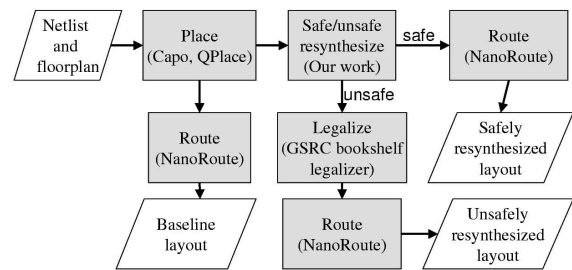 Netlist
and
floorplan
Place
(Capo, QPlace)
Safe/unsafe
resynthesize
(Our work)
safe
Route
(NanoRoute)
unsafe
Route
(NanoRoute)
Legalize
(GSRC bookshelf
legalizer)
Safely
resynthesized
layout
Baseline
layout
Route
(NanoRoute)
Unsafely
resynthesized
layout